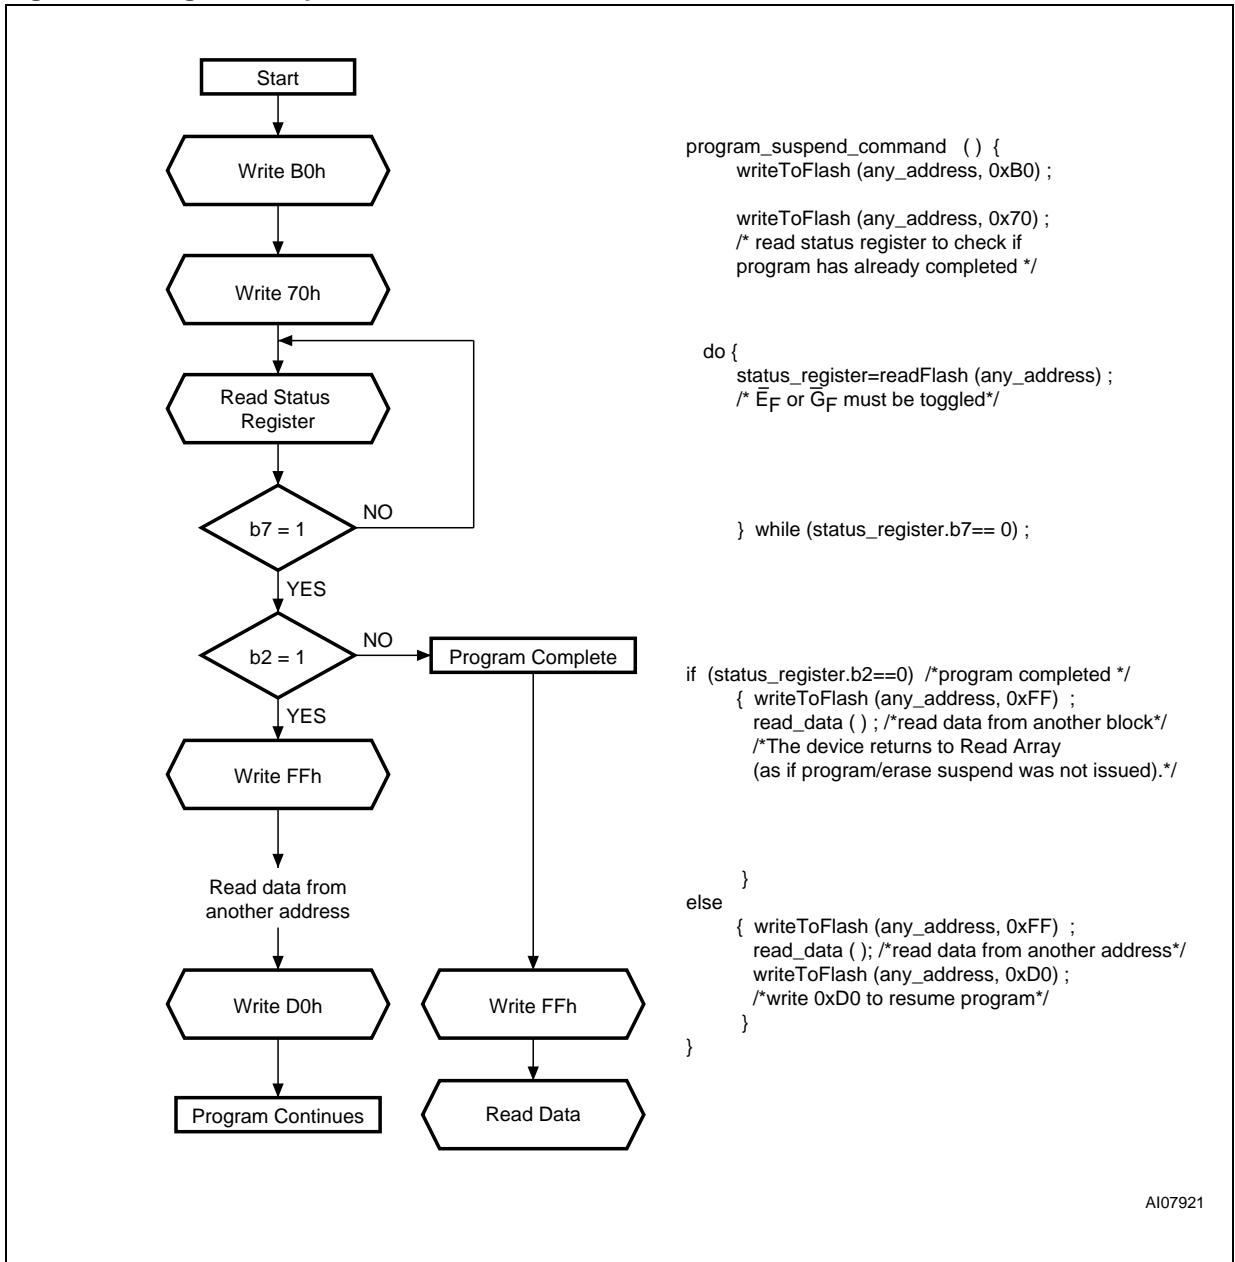 Start
Write B0h
Write 70h
Read Status
Register
NO
b7 = 1
YES
NO
b2 = 1
Program Complete
YES
Write FFh
Read data from
another address
Write D0h
Write FFh
Program Continues
Read Data
program_suspend_command ( ) {
writeToFlash (any_address, 0xB0) ;
writeToFlash (any_address, 0x70) ;
/* read status register to check if
program has already completed */
do {
status_register=readFlash (any_address) ;
/* E̅F or G̅F must be toggled*/
} while (status_register.b7== 0) ;
if (status_register.b2==0) /*program completed */
{ writeToFlash (any_address, 0xFF) ;
read_data ( ) ; /*read data from another block*/
/*The device returns to Read Array
(as if program/erase suspend was not issued).*/
}
else
{ writeToFlash (any_address, 0xFF) ;
read_data ( ); /*read data from another address*/
writeToFlash (any_address, 0xD0) ;
/*write 0xD0 to resume program*/
}
}
AI07921